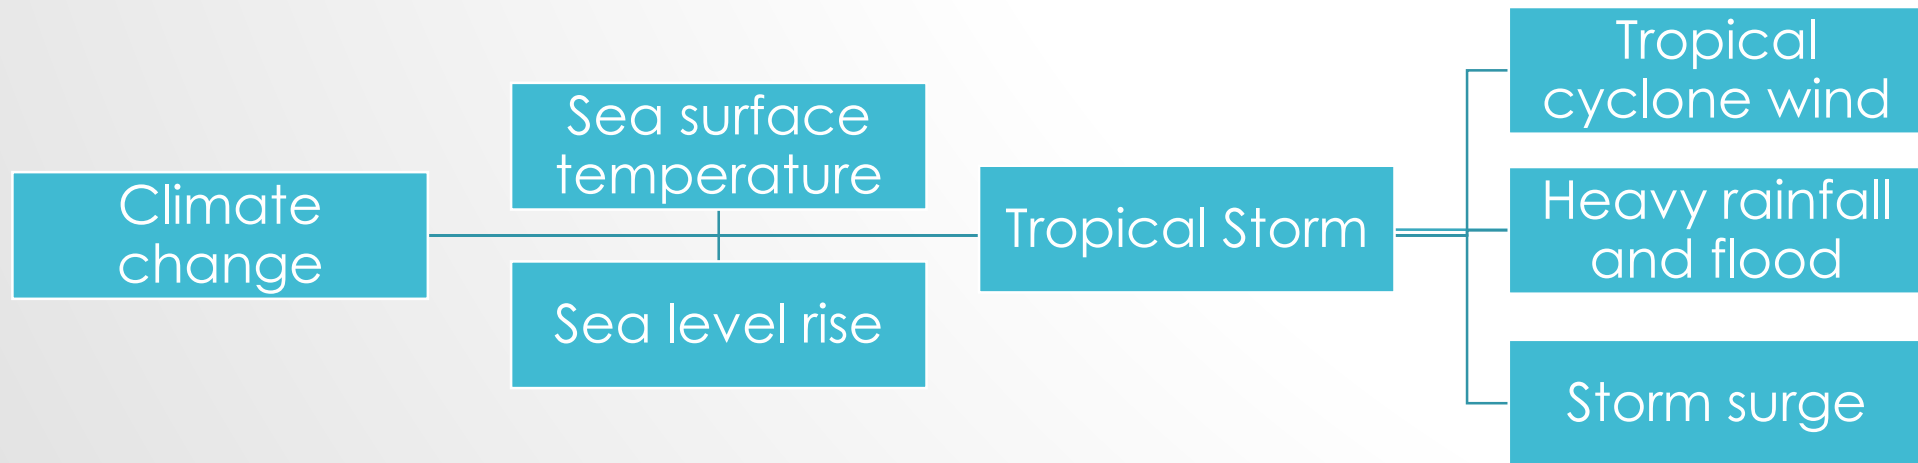 Climate
change
Sea surface
temperature
Sea level rise
Tropical Storm
Tropical
cyclone wind
Heavy rainfall
and flood
Storm surge